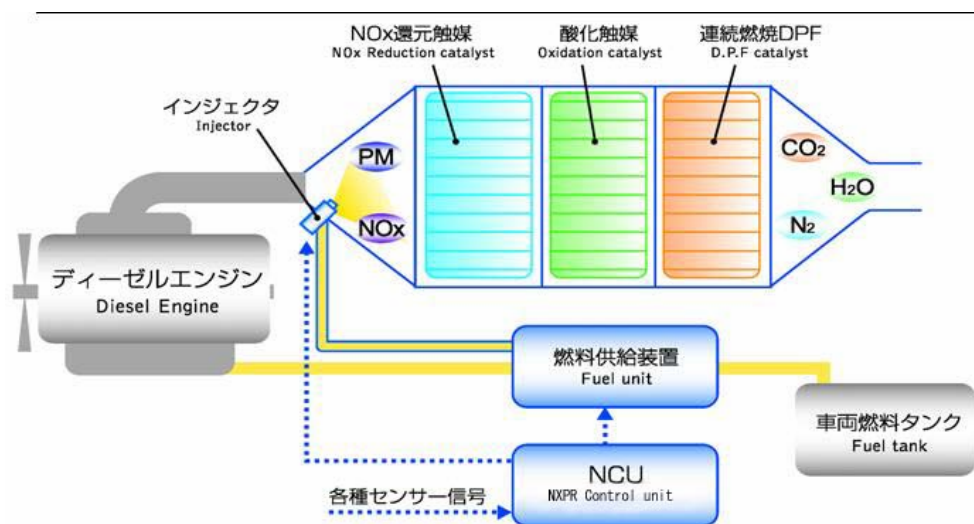 NOx還元触媒
NOx Reduction catalyst
酸化触媒
Oxidation catalyst
連続燃焼DPF
D.P.F catalyst
インジェクタ
Injector
PM
NOx
CO2
H2O
N2
ディーゼルエンジン
Diesel Engine
燃料供給装置
Fuel unit
車両燃料タンク
Fuel tank
NCU
NXPR Control unit
各種センサー信号